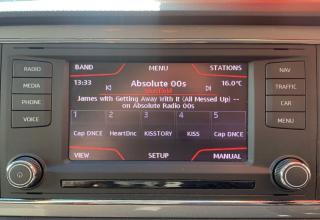 BAND MENU STATIONS
RADIO
MEDIA
PHONE
VOICE
NAV
TRAFFIC
CAR
MENU
13:33 Absolute 00s 16.0°C
James with Getting Away With It (All Messed Up) --
on Absolute Radio 00s
1 2 3 4 5
Cap DNCE HeartDnc KISSTORY KISS Cap DNCE
VIEW SETUP MANUAL